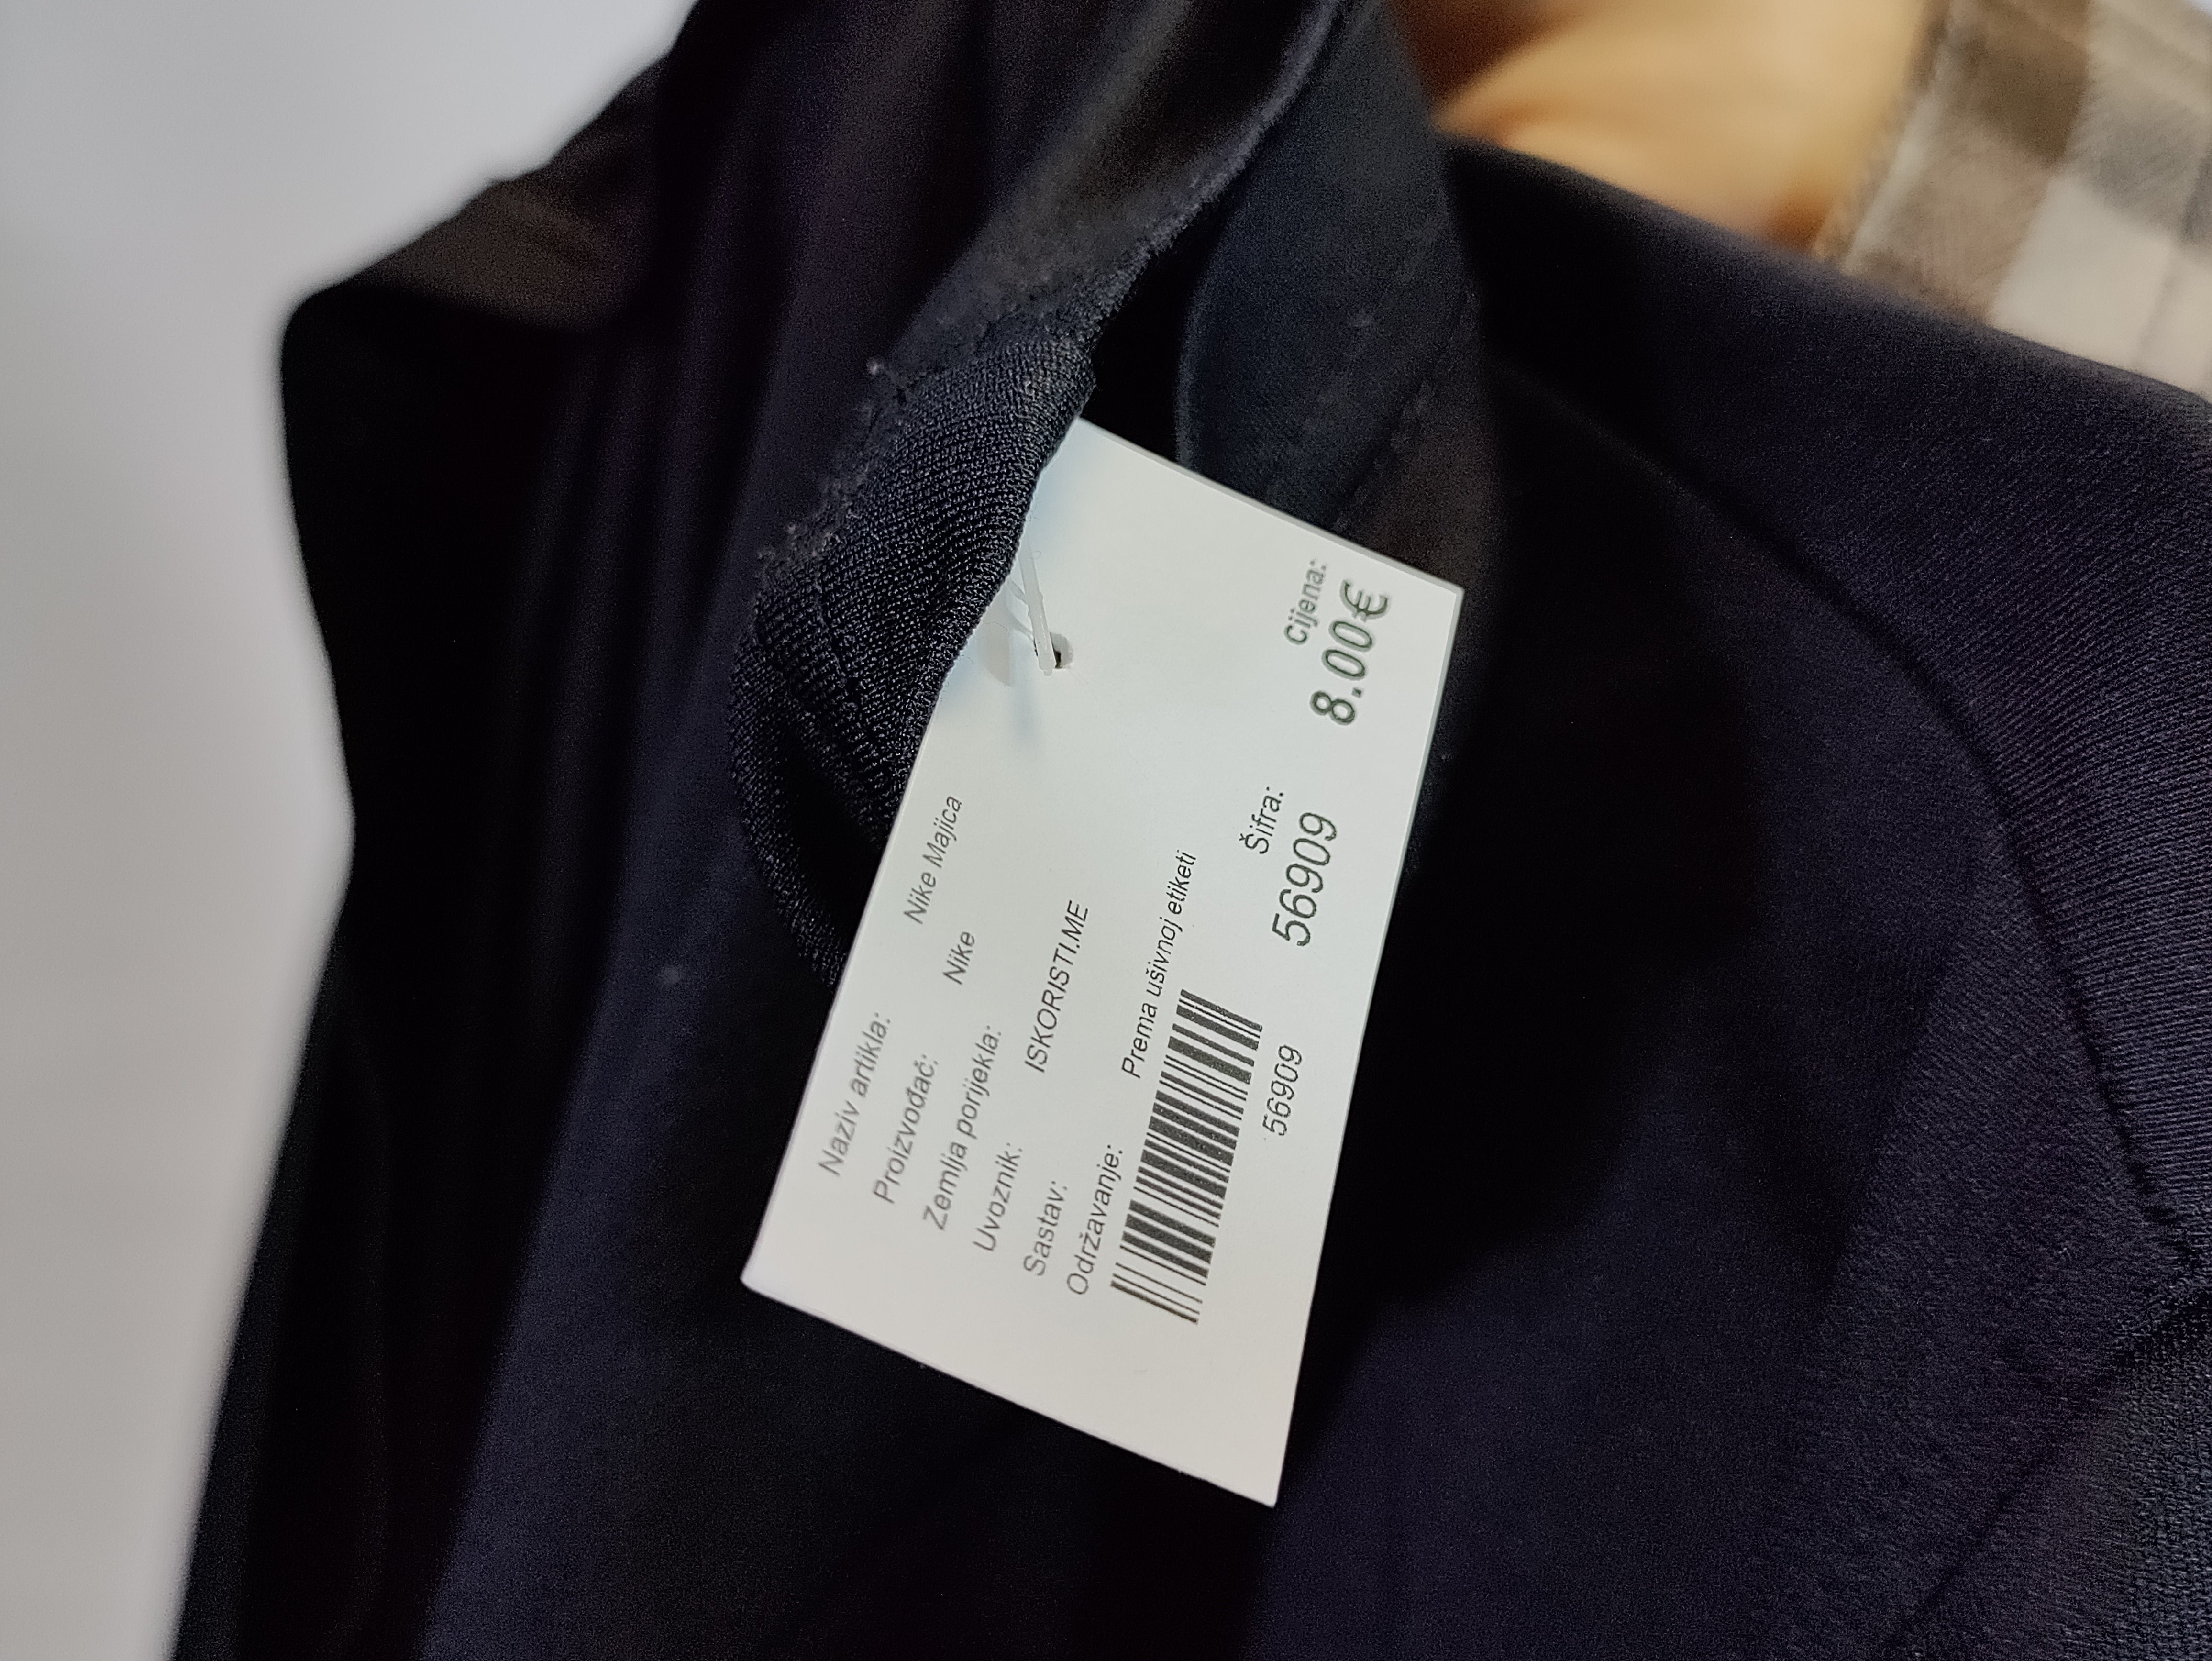 Naziv artikla: Nike Majica
Proizvođač: Nike
Zemlja porijekla:
Uvoznik: ISKORISTI.ME
Sastav:
Održavanje: Prema ušivnoj etiketi
56909
Šifra:
56909
Cijena:
8.00€